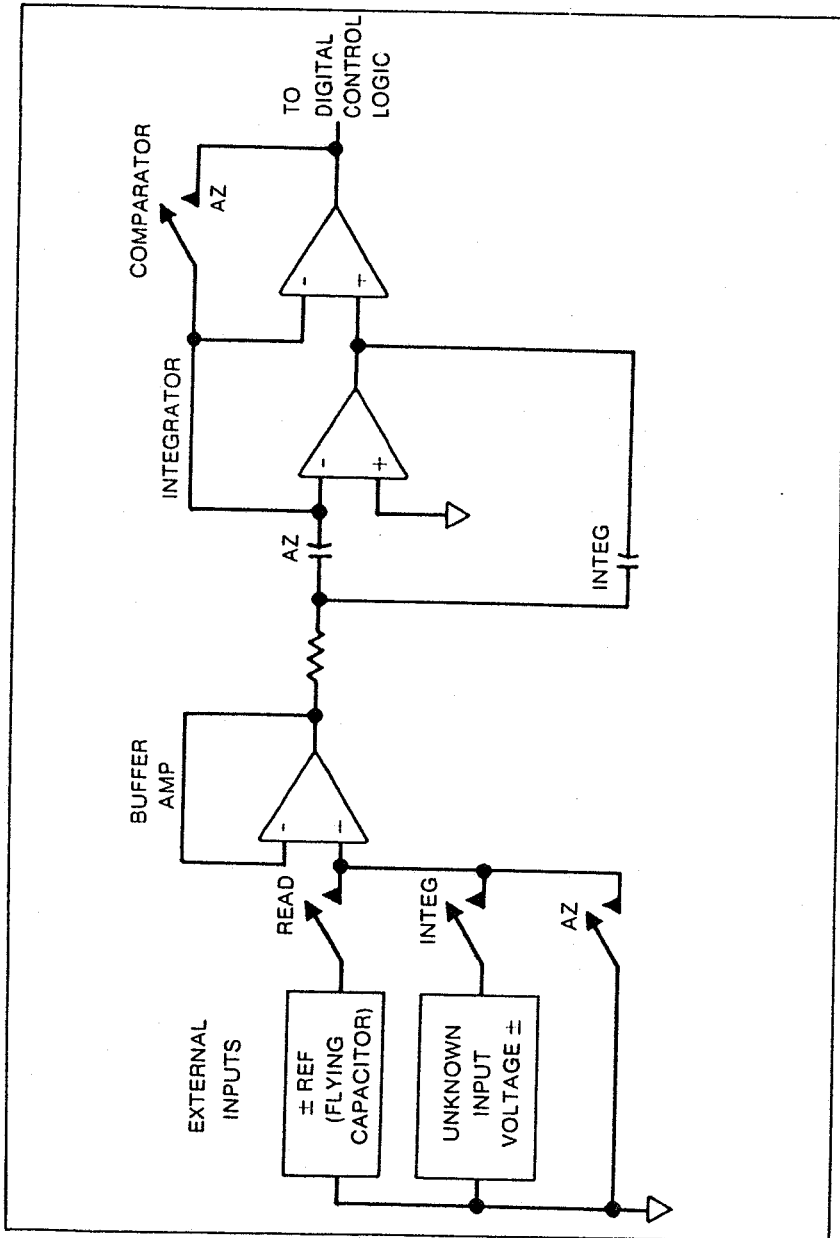 EXTERNAL
INPUTS
± REF
(FLYING
CAPACITOR)
UNKNOWN
INPUT
VOLTAGE ±
READ
INTEG
AZ
BUFFER
AMP
-
+
AZ
INTEG
INTEGRATOR
-
+
COMPARATOR
AZ
-
+
TO
DIGITAL
CONTROL
LOGIC